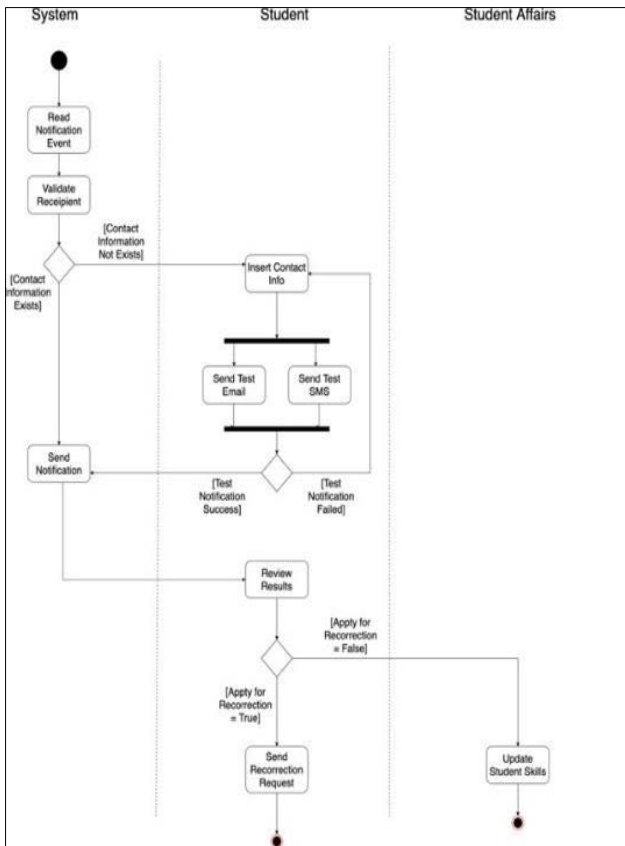 System
Student
Student Affairs
Read
Notification
Event
Validate
Receipient
[Contact
Information
Not Exists]
[Contact
Information
Exists]
Insert Contact
Info
Send Test
Email
Send Test
SMS
Send
Notification
[Test
Notification
Success]
[Test
Notification
Failed]
Review
Results
[Apply for
Recorrection
= False]
[Apply for
Recorrection
= True]
Send
Recorrection
Request
Update
Student Skills